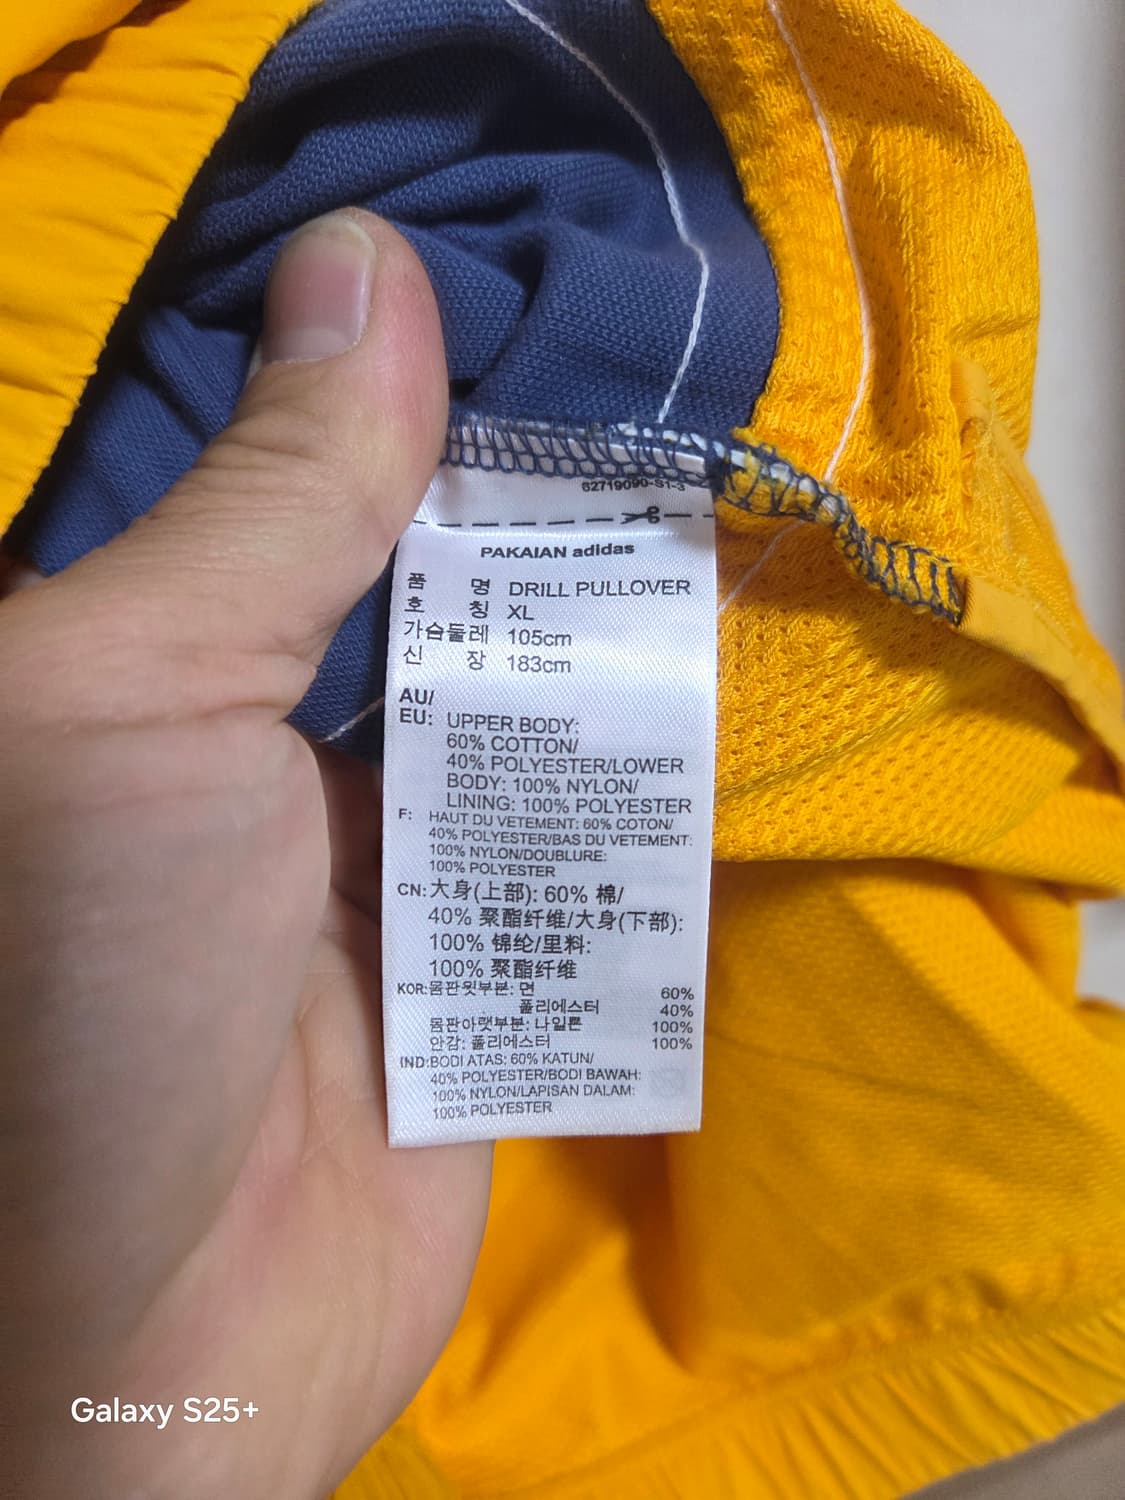 62719090-S1-3
PAKAIAN adidas
품 명 DRILL PULLOVER
호 칭 XL
가슴둘레 105cm
신 장 183cm
AU/
EU: UPPER BODY:
60% COTTON/
40% POLYESTER/LOWER
BODY: 100% NYLON/
LINING: 100% POLYESTER
F: HAUT DU VETEMENT: 60% COTON/
40% POLYESTER/BAS DU VETEMENT:
100% NYLON/DOUBLURE:
100% POLYESTER
CN: 大身(上部): 60% 棉/
40% 聚酯纤维/大身(下部):
100% 锦纶/里料:
100% 聚酯纤维
KOR:몸판윗부분: 면 60%
폴리에스터 40%
몸판아랫부분: 나일론 100%
안감: 폴리에스터 100%
IND:BODI ATAS: 60% KATUN/
40% POLYESTER/BODI BAWAH:
100% NYLON/LAPISAN DALAM:
100% POLYESTER
Galaxy S25+